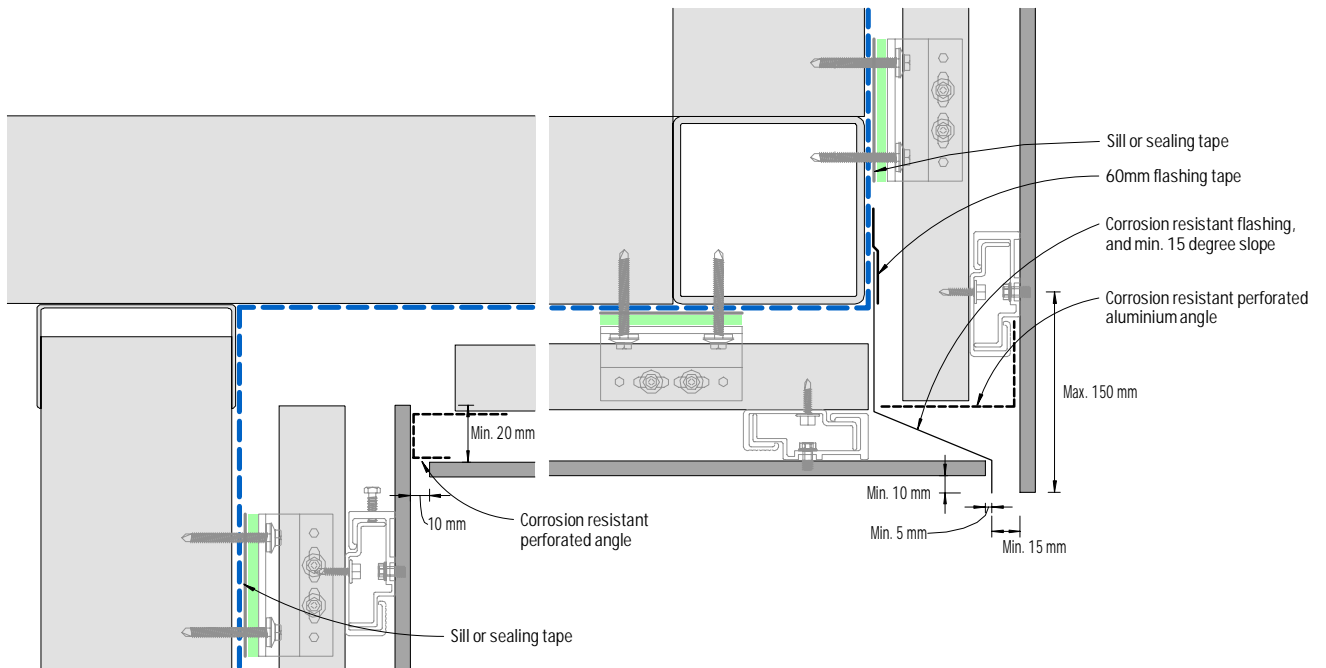 Sill or sealing tape
60mm flashing tape
Corrosion resistant flashing,
and min. 15 degree slope
Corrosion resistant perforated
aluminium angle
Max. 150 mm
Min. 20 mm
Min. 10 mm
10 mm
Corrosion resistant
perforated angle
Min. 5 mm
Min. 15 mm
Sill or sealing tape